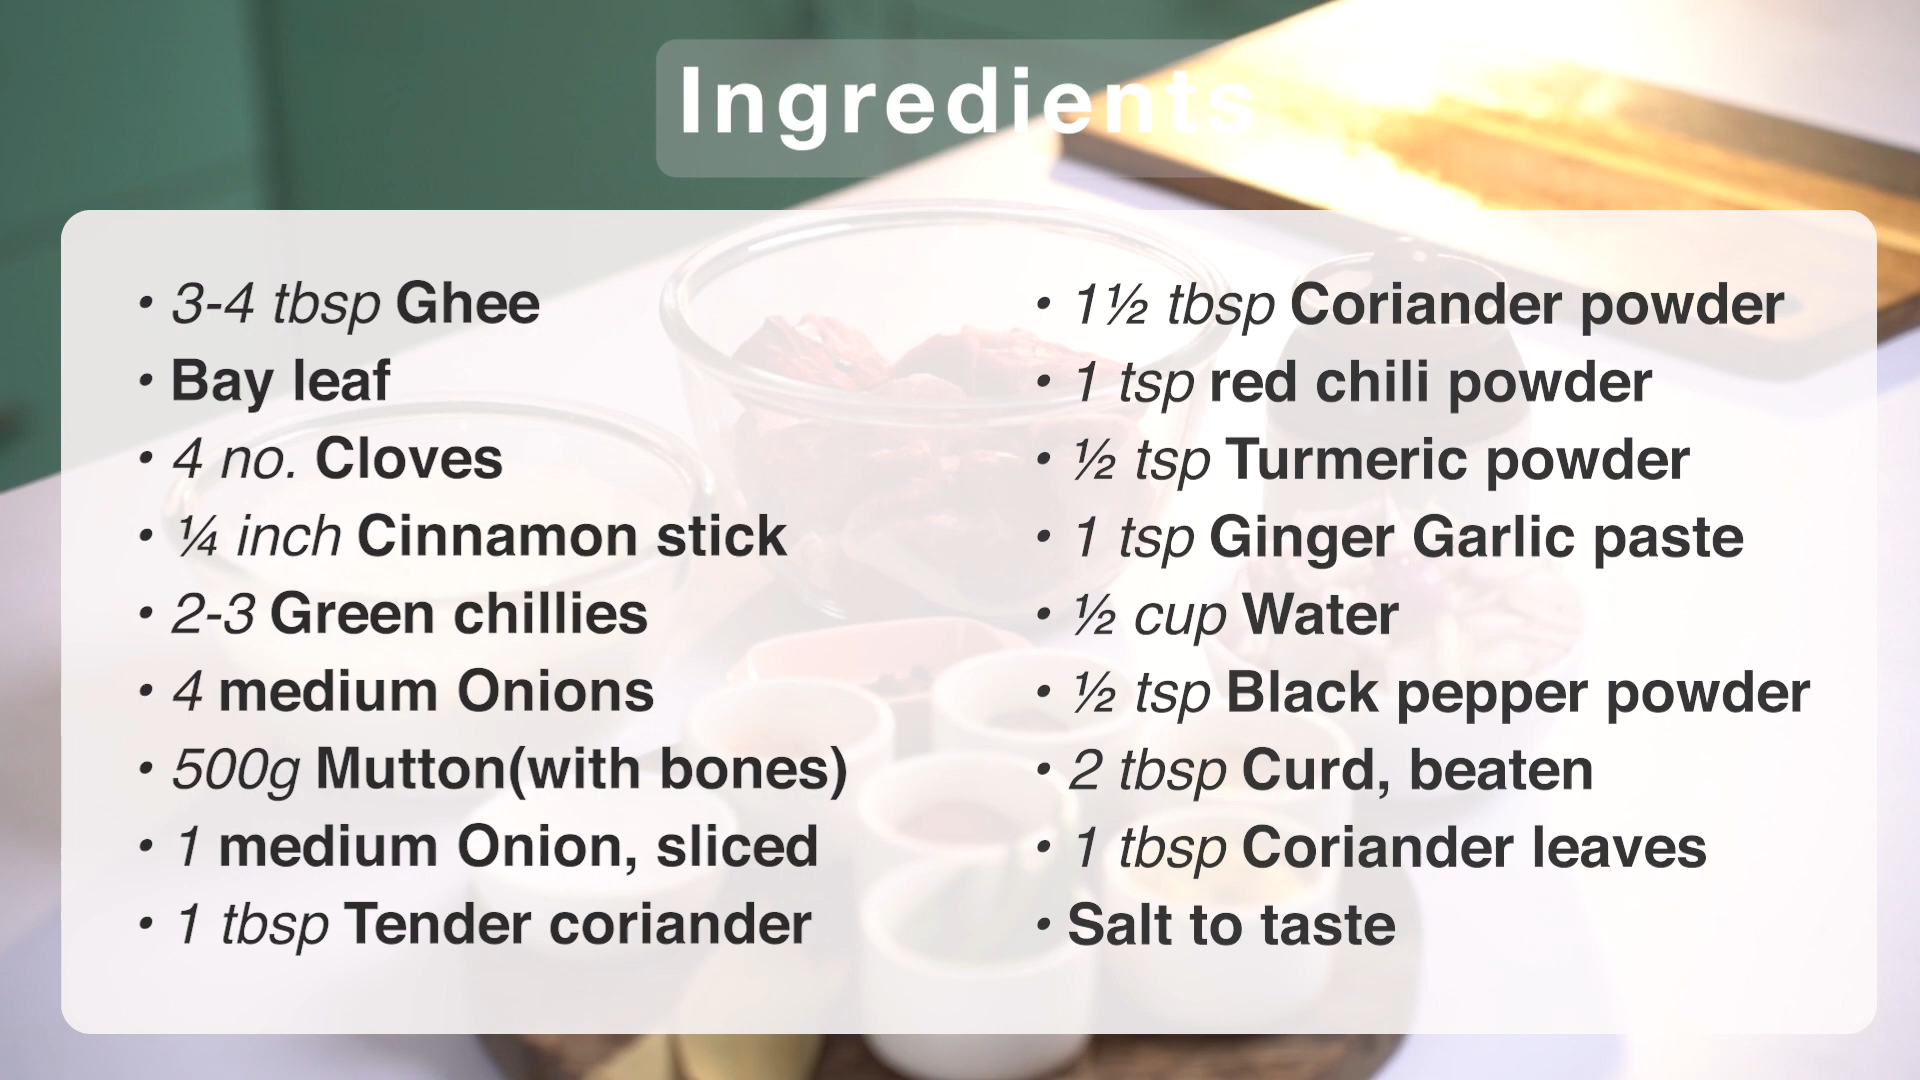 Ingredients
• 3-4 tbsp Ghee
• Bay leaf
• 4 no. Cloves
• ¼ inch Cinnamon stick
• 2-3 Green chillies
• 4 medium Onions
• 500g Mutton(with bones)
• 1 medium Onion, sliced
• 1 tbsp Tender coriander
• 1½ tbsp Coriander powder
• 1 tsp red chili powder
• ½ tsp Turmeric powder
• 1 tsp Ginger Garlic paste
• ½ cup Water
• ½ tsp Black pepper powder
• 2 tbsp Curd, beaten
• 1 tbsp Coriander leaves
• Salt to taste